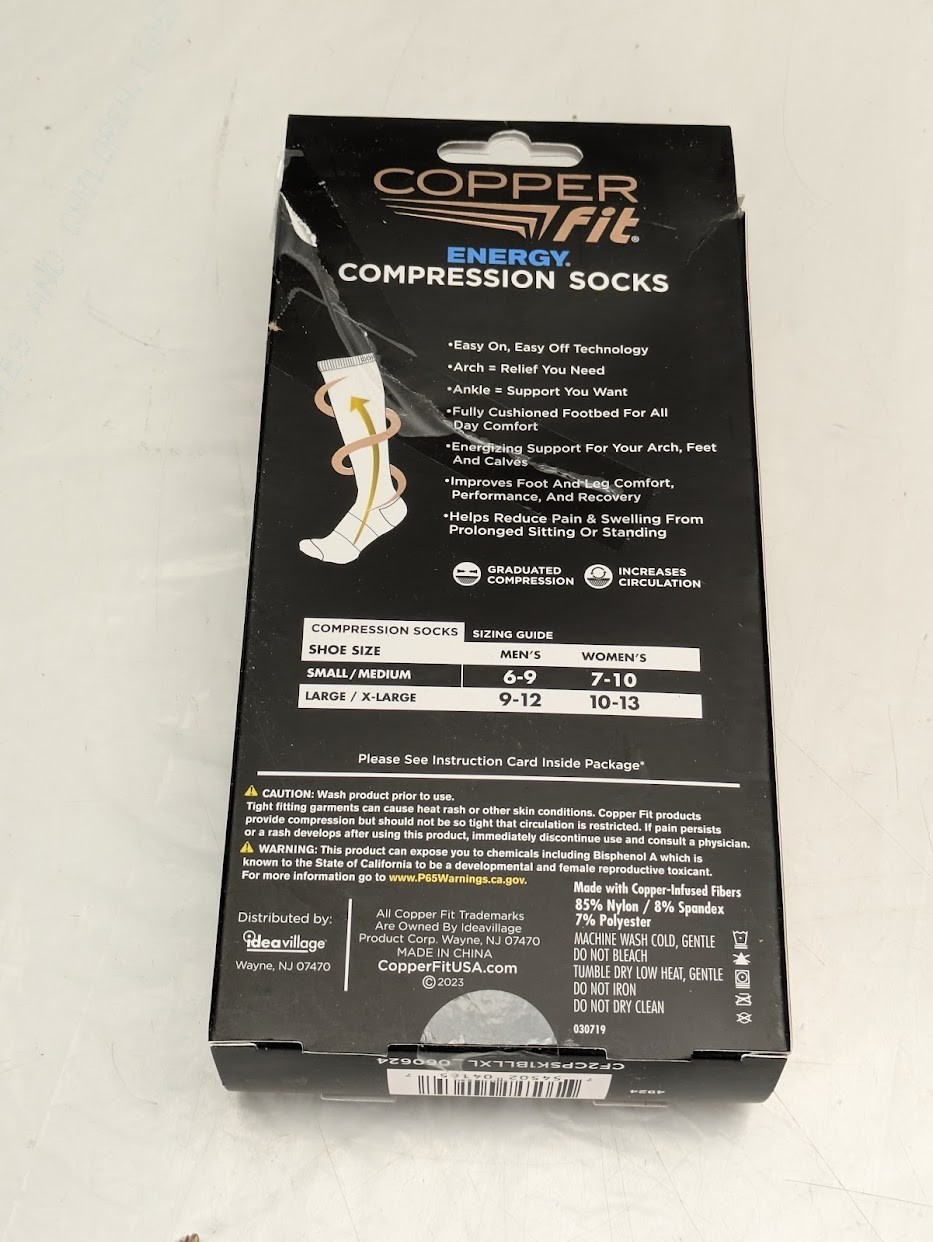 COPPER
fit®
ENERGY®
COMPRESSION SOCKS
•Easy On, Easy Off Technology
•Arch = Relief You Need
•Ankle = Support You Want
•Fully Cushioned Footbed For All
Day Comfort
•Energizing Support For Your Arch, Feet
And Calves
•Improves Foot And Leg Comfort,
Performance, And Recovery
•Helps Reduce Pain & Swelling From
Prolonged Sitting Or Standing
GRADUATED
COMPRESSION
INCREASES
CIRCULATION
COMPRESSION SOCKS SIZING GUIDE
SHOE SIZE MEN'S WOMEN'S
SMALL/MEDIUM 6-9 7-10
LARGE / X-LARGE 9-12 10-13
Please See Instruction Card Inside Package*
CAUTION: Wash product prior to use.
Tight fitting garments can cause heat rash or other skin conditions. Copper Fit products
provide compression but should not be so tight that circulation is restricted. If pain persists
or a rash develops after using this product, immediately discontinue use and consult a physician.
WARNING: This product can expose you to chemicals including Bisphenol A which is
known to the State of California to be a developmental and female reproductive toxicant.
For more information go to www.P65Warnings.ca.gov.
Distributed by:
ideavillage
Wayne, NJ 07470
All Copper Fit Trademarks
Are Owned By Ideavillage
Product Corp. Wayne, NJ 07470
MADE IN CHINA
CopperFitUSA.com
©2023
Made with Copper-Infused Fibers
85% Nylon / 8% Spandex
7% Polyester
MACHINE WASH COLD, GENTLE
DO NOT BLEACH
TUMBLE DRY LOW HEAT, GENTLE
DO NOT IRON
DO NOT DRY CLEAN
030719
CF2CPSK1BLLXL_060624
7 54502 04165 7
4924